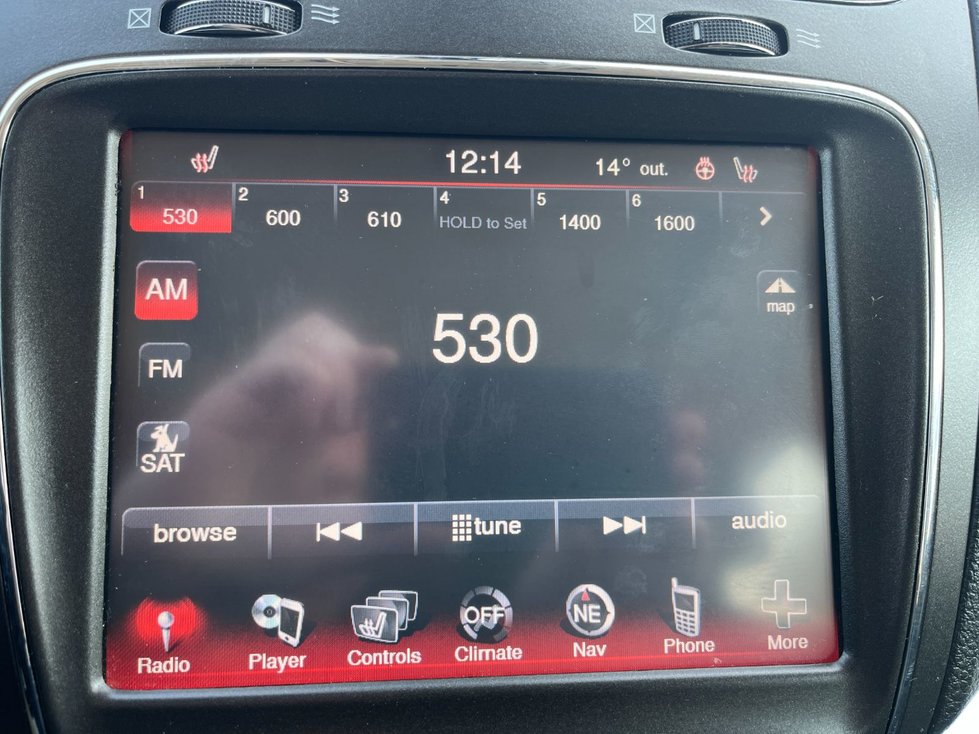 12:14 14° out.
1 530 2 600 3 610 4 HOLD to Set 5 1400 6 1600
AM
530
map
FM
SAT
browse tune audio
OFF NE
Radio Player Controls Climate Nav Phone More